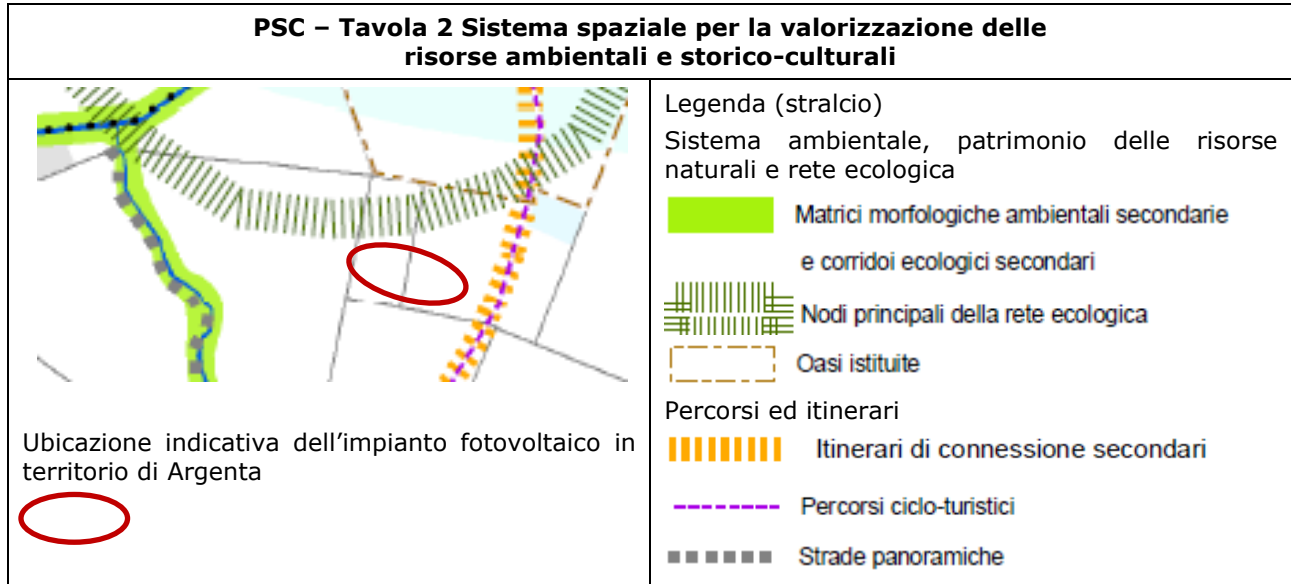 PSC – Tavola 2 Sistema spaziale per la valorizzazione delle
risorse ambientali e storico-culturali
Ubicazione indicativa dell'impianto fotovoltaico in
territorio di Argenta
Legenda (stralcio)
Sistema ambientale, patrimonio delle risorse
naturali e rete ecologica
Matrici morfologiche ambientali secondarie
e corridoi ecologici secondari
Nodi principali della rete ecologica
Oasi istituite
Percorsi ed itinerari
Itinerari di connessione secondari
Percorsi ciclo-turistici
Strade panoramiche